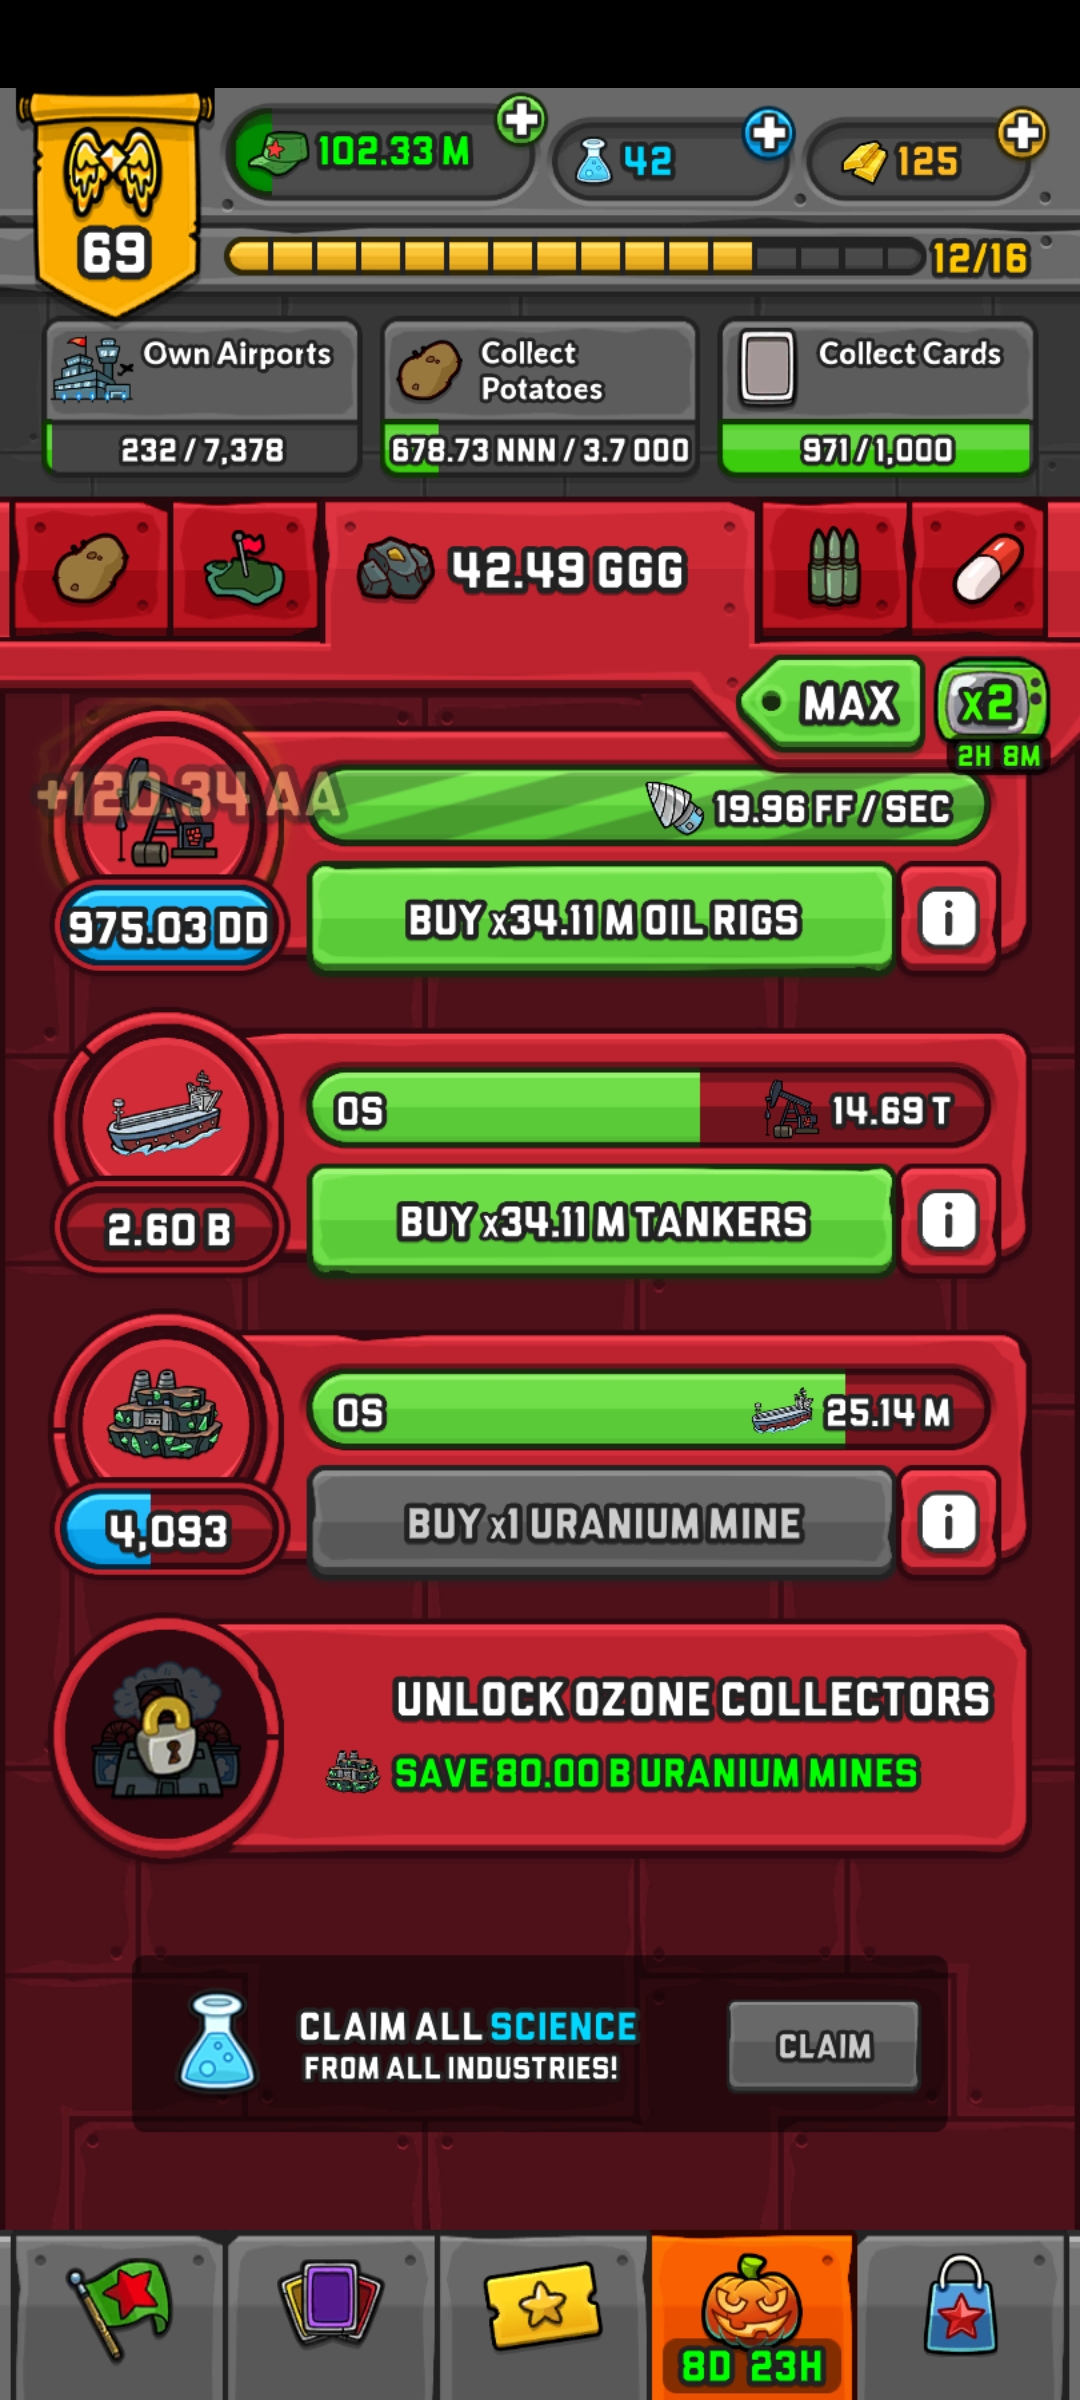 102.33 M
42
125
69
12/16
Own Airports
232 / 7,378
Collect
Potatoes
678.73 NNN / 3.7 OOO
Collect Cards
971 / 1,000
42.49 GGG
MAX
x2
2H 8M
+120.34 AA
19.96 FF / SEC
975.03 DD
BUY x34.11 M OIL RIGS
i
0S
14.69 T
2.60 B
BUY x34.11 M TANKERS
i
0S
25.14 M
4,093
BUY x1 URANIUM MINE
i
UNLOCK OZONE COLLECTORS
SAVE 80.00 B URANIUM MINES
CLAIM ALL SCIENCE
FROM ALL INDUSTRIES!
CLAIM
8D 23H